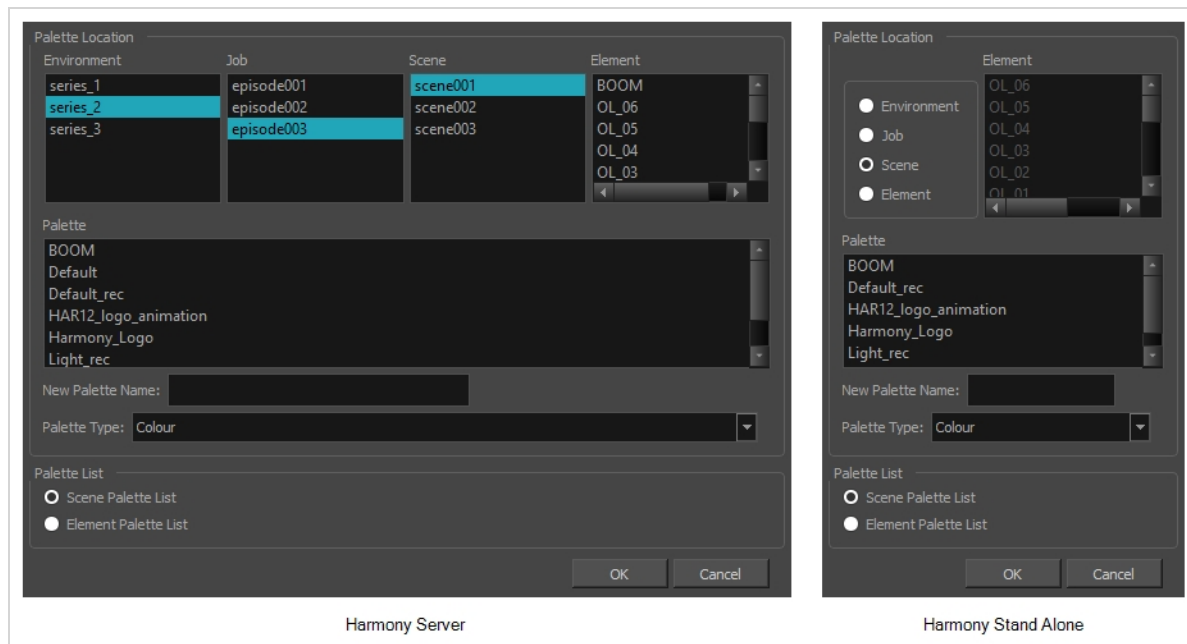 Palette Location
Environment Job Scene Element
series_1 episode001 scene001 BOOM
series_2 episode002 scene002 OL_06
series_3 episode003 scene003 OL_05
OL_04
OL_03
Palette
BOOM
Default
Default_rec
HAR12_logo_animation
Harmony_Logo
Light_rec
New Palette Name:
Palette Type: Colour
Palette List
Scene Palette List
Element Palette List
OK Cancel
Harmony Server
Palette Location
Element
OL_06
Environment OL_05
Job OL_04
OL_03
Scene OL_02
Element OL_01
Palette
BOOM
Default_rec
HAR12_logo_animation
Harmony_Logo
Light_rec
New Palette Name:
Palette Type: Colour
Palette List
Scene Palette List
Element Palette List
OK Cancel
Harmony Stand Alone